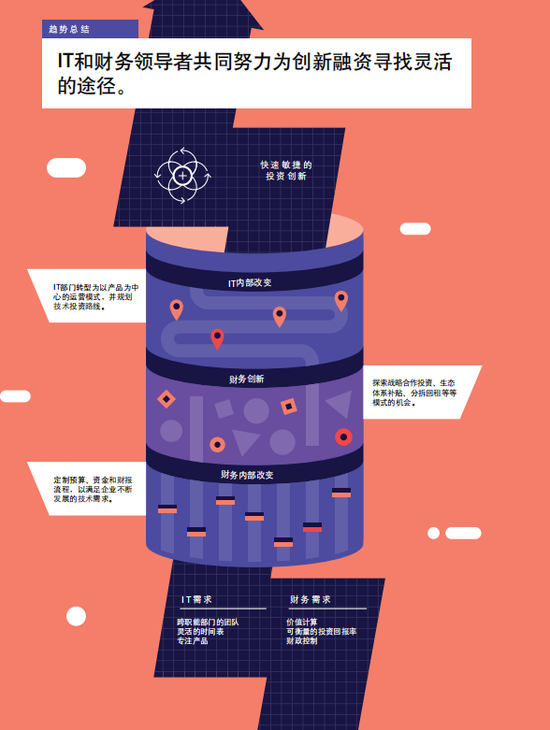 趋势总结
IT和财务领导者共同努力为创新融资寻找灵活
的途径。
快速敏捷的
投资创新
IT内部改变
IT部门转型为以产品为中
心的运营模式，并规划
技术投资路线。
财务创新
探索战略合作投资、生态
体系补贴、分拆回租等等
模式的机会。
财务内部改变
定制预算、资金和财报
流程，以满足企业不断
发展的技术需求。
IT需求
跨职能部门的团队
灵活的时间表
专注产品
财务需求
价值计算
可衡量的投资回报率
财政控制